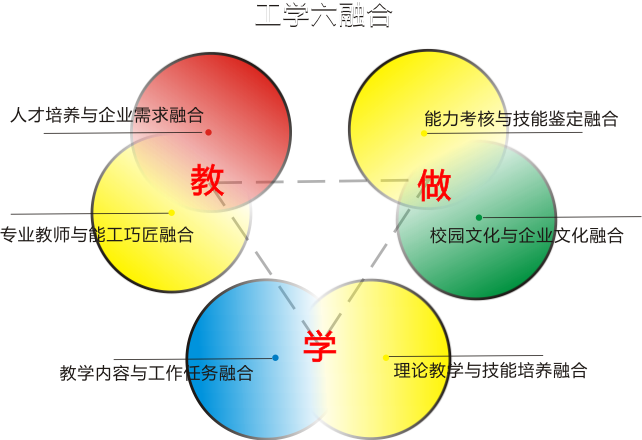 工学六融合
人才培养与企业需求融合
能力考核与技能鉴定融合
教
做
专业教师与能工巧匠融合
校园文化与企业文化融合
学
教学内容与工作任务融合
理论教学与技能培养融合